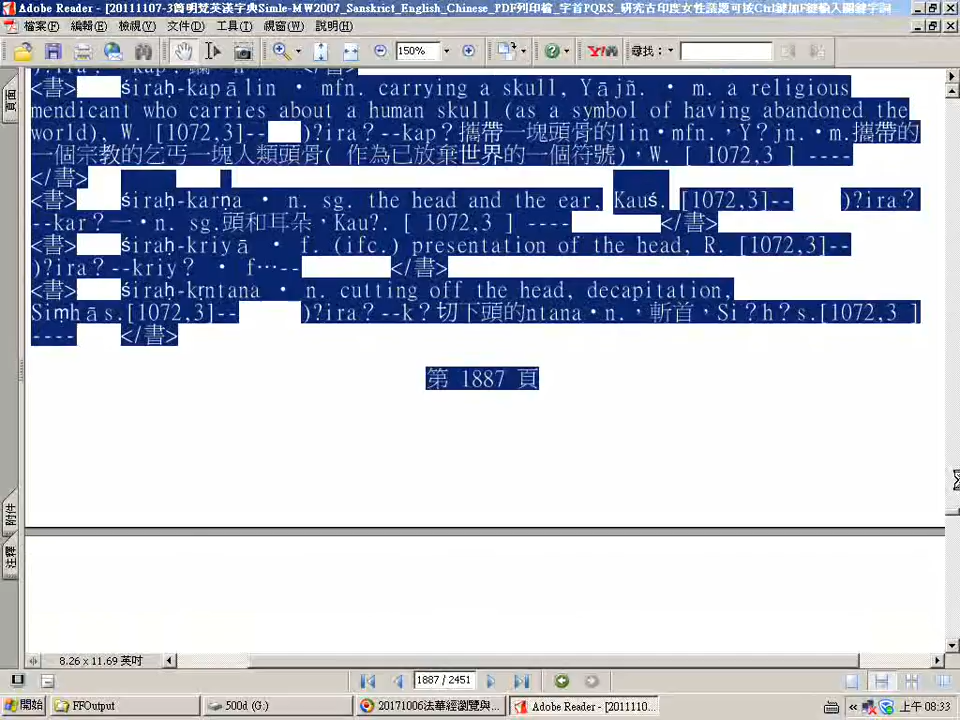 Adobe Reader - [20111107-3簡明梵英漢字典Simle-MW2007_Sanskrict_English_Chinese_PDF列印檔_字首PQRS_研究古印度女性議題可按Ctrl鍵加F鍵輸入關鍵字詞
檔案(F) 編輯(E) 檢視(V) 文件(D) 工具(T) 視窗(W) 說明(H)
150% 尋找：
頁面
<書> śiraḥ-kapālin • mfn. carrying a skull, Yājñ. • m. a religious
mendicant who carries about a human skull (as a symbol of having abandoned the
world), W. [1072,3]-- )?ira？--kap？攜帶一塊頭骨的lin•mfn.，Y？jn.•m.攜帶的
一個宗教的乞丐一塊人類頭骨( 作為已放棄世界的一個符號)，W. [ 1072,3 ] ----
</書>
<書> śiraḥ-karṇa • n. sg. the head and the ear, Kauś. [1072,3]-- )?ira？
--kar？一•n. sg.頭和耳朵，Kau?. [ 1072,3 ] ---- </書>
<書> śiraḥ-kriyā • f. (ifc.) presentation of the head, R. [1072,3]--
)?ira？--kriy？ • f…-- </書>
<書> śiraḥ-kṛntana • n. cutting off the head, decapitation,
Siṃhās.[1072,3]-- )?ira？--k？切下頭的ntana•n.，斬首，Si？h？s.[1072,3 ]
---- </書>
第 1887 頁
附件
註釋
8.26 x 11.69 英吋
1887 / 2451
開始 FFOutput 500d (G:) 20171006法華經瀏覽與... Adobe Reader - [2011110... 上午 08:33